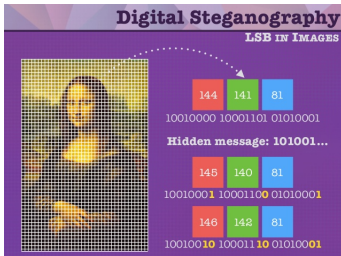 Digital Steganography
LSB IN IMAGES
144 141 81
10010000 10001101 01010001
Hidden message: 101001...
145 140 81
10010001 10001100 01010001
146 142 81
10010010 10001110 01010001